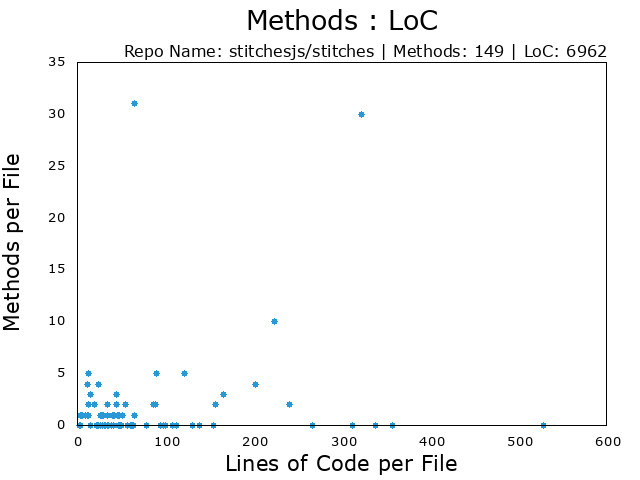 Methods : LoC
Repo Name: stitchesjs/stitches | Methods: 149 | LoC: 6962
35
30
25
20
15
10
5
0
Methods per File
0 100 200 300 400 500 600
Lines of Code per File